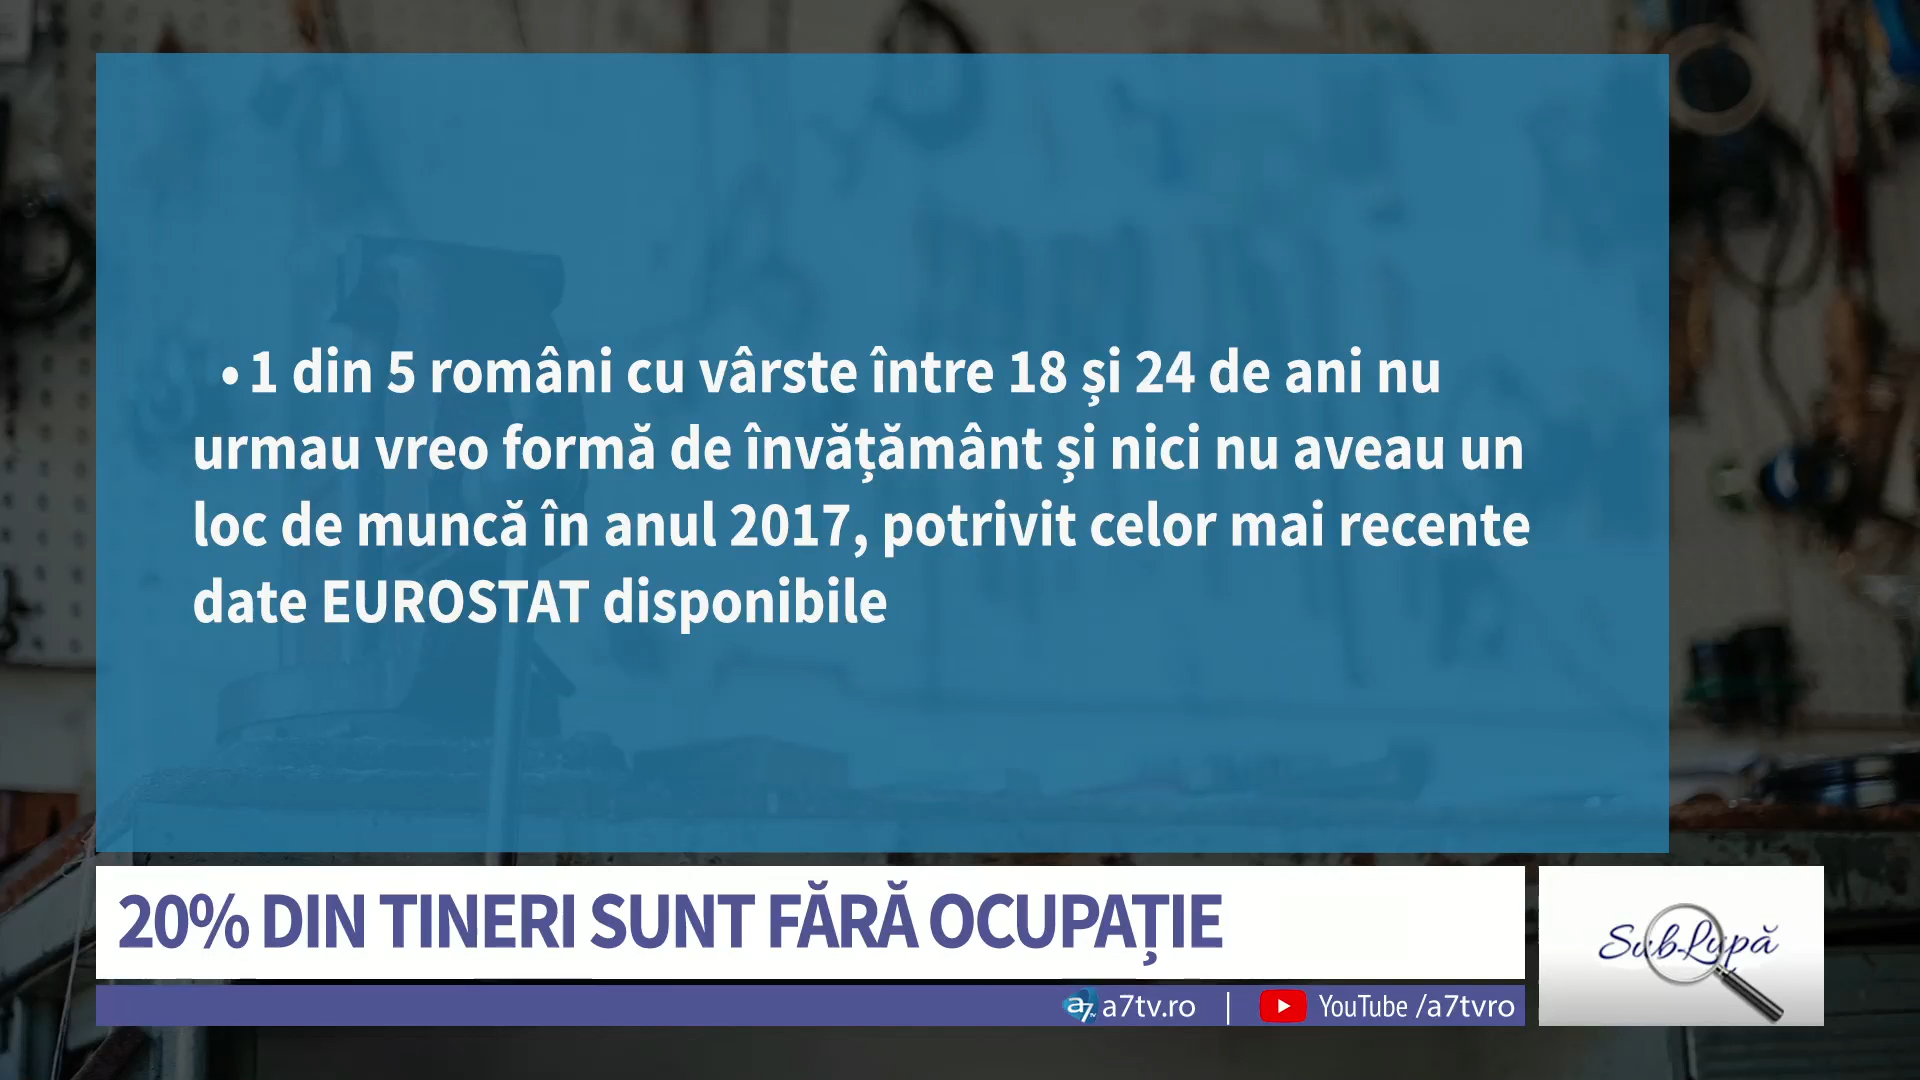 • 1 din 5 români cu vârste între 18 și 24 de ani nu
urmau vreo formă de învățământ și nici nu aveau un
loc de muncă în anul 2017, potrivit celor mai recente
date EUROSTAT disponibile
20% DIN TINERI SUNT FĂRĂ OCUPAȚIE
Sub Lupă
a7tv a7tv.ro | YouTube /a7tvro